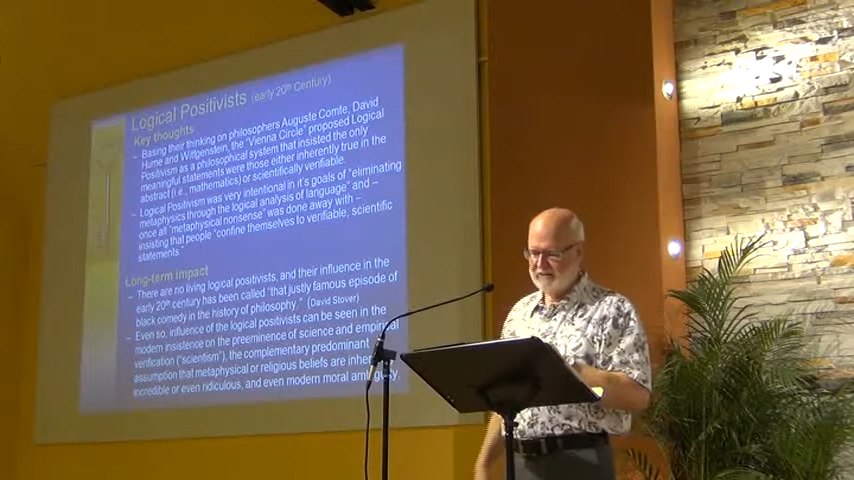 Logical Positivists (early 20th Century)
Key thoughts
– Basing their thinking on philosophers Auguste Comte, David
Hume and Wittgenstein, the "Vienna Circle" proposed Logical
Positivism as a philosophical system that insisted the only
meaningful statements were those either inherently true in the
abstract (i.e., mathematics) or scientifically verifiable.
– Logical Positivism was very intentional in it's goals of "eliminating
metaphysics through the logical analysis of language" and –
once all "metaphysical nonsense" was done away with –
insisting that people "confine themselves to verifiable, scientific
statements."
Long-term impact
– There are no living logical positivists, and their influence in the
early 20th century has been called "that justly famous episode of
black comedy in the history of philosophy." (David Stover)
– Even so, influence of the logical positivists can be seen in the
modern insistence on the preeminence of science and empirical
verification ("scientism"), the complementary predominant
assumption that metaphysical or religious beliefs are
incredible or even ridiculous, and even modern moral